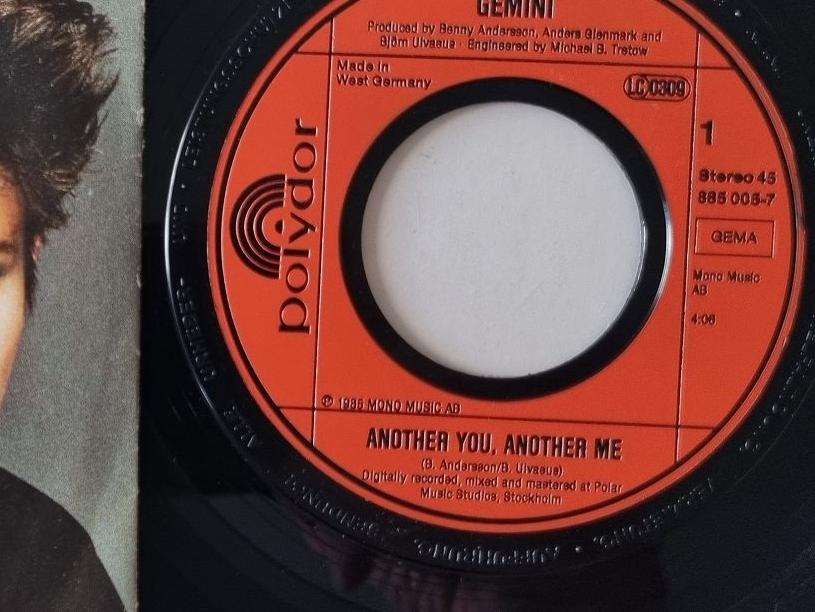 GEMINI
Produced by Benny Andersson, Anders Glenmark and
Björn Ulvaeus · Engineered by Michael B. Tretow
Made in
West Germany
LC 0309
polydor
1
Stereo 45
885 005-7
GEMA
Mono Music
AB
4:06
℗ 1985 MONO MUSIC AB
ANOTHER YOU, ANOTHER ME
(B. Andersson/B. Ulvaeus)
Digitally recorded, mixed and mastered at Polar
Music Studios, Stockholm